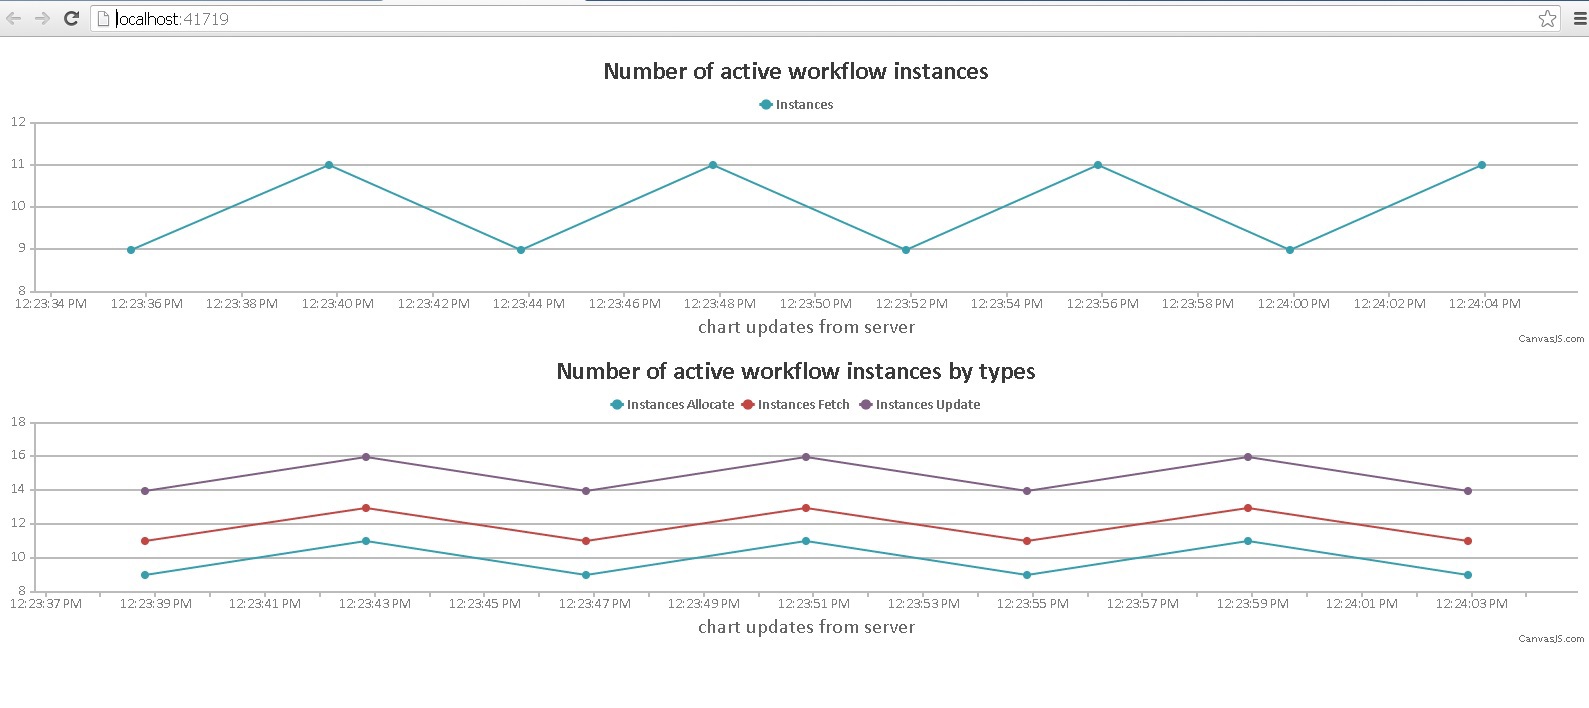 localhost:41719
Number of active workflow instances
Instances
12
11
10
9
8
12:23:34 PM 12:23:36 PM 12:23:38 PM 12:23:40 PM 12:23:42 PM 12:23:44 PM 12:23:46 PM 12:23:48 PM 12:23:50 PM 12:23:52 PM 12:23:54 PM 12:23:56 PM 12:23:58 PM 12:24:00 PM 12:24:02 PM 12:24:04 PM
chart updates from server
CanvasJS.com
Number of active workflow instances by types
Instances Allocate Instances Fetch Instances Update
18
16
14
12
10
8
12:23:37 PM 12:23:39 PM 12:23:41 PM 12:23:43 PM 12:23:45 PM 12:23:47 PM 12:23:49 PM 12:23:51 PM 12:23:53 PM 12:23:55 PM 12:23:57 PM 12:23:59 PM 12:24:01 PM 12:24:03 PM
chart updates from server
CanvasJS.com